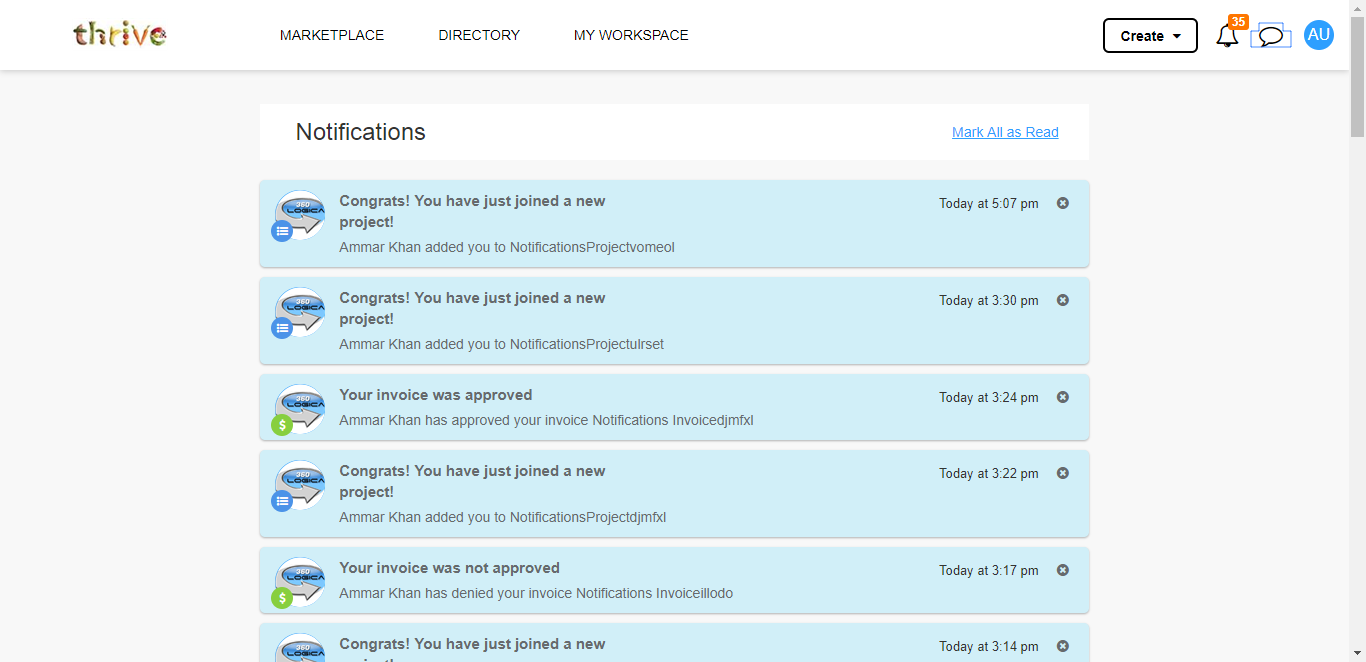 thrive
MARKETPLACE
DIRECTORY
MY WORKSPACE
Create
35
AU
Notifications
Mark All as Read
360
LOGICA
Congrats! You have just joined a new
project!
Ammar Khan added you to NotificationsProjectvomeol
Today at 5:07 pm
360
LOGICA
Congrats! You have just joined a new
project!
Ammar Khan added you to NotificationsProjectulrset
Today at 3:30 pm
360
LOGICA
$
Your invoice was approved
Ammar Khan has approved your invoice Notifications Invoicedjmfxl
Today at 3:24 pm
360
LOGICA
Congrats! You have just joined a new
project!
Ammar Khan added you to NotificationsProjectdjmfxl
Today at 3:22 pm
360
LOGICA
$
Your invoice was not approved
Ammar Khan has denied your invoice Notifications Invoiceillodo
Today at 3:17 pm
360
LOGICA
Congrats! You have just joined a new
Today at 3:14 pm